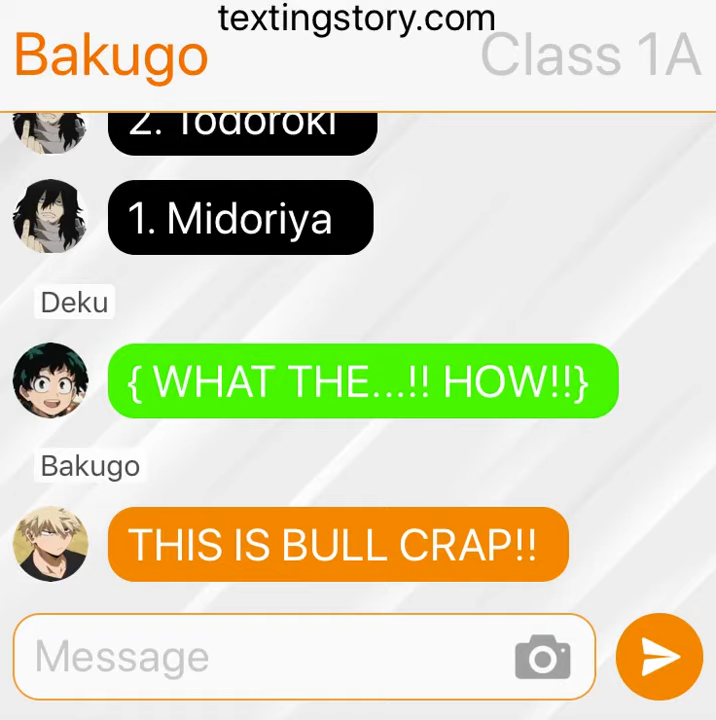 textingstory.com
Bakugo
Class 1A
2. Todoroki
1. Midoriya
Deku
{ WHAT THE...!! HOW!!}
Bakugo
THIS IS BULL CRAP!!
Message